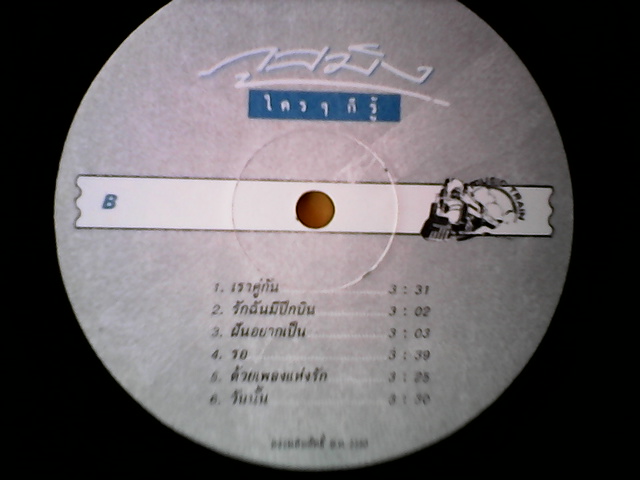 ใครๆ ก็รู้
MUSIC TRAIN
B
1. เราคู่กัน 3 : 31
2. รักฉันมีปีกบิน 3 : 02
3. ฝันอยากเป็น 3 : 03
4. รอ 3 : 39
5. ด้วยเพลงแห่งรัก 3 : 25
6. วันนั้น 3 : 30